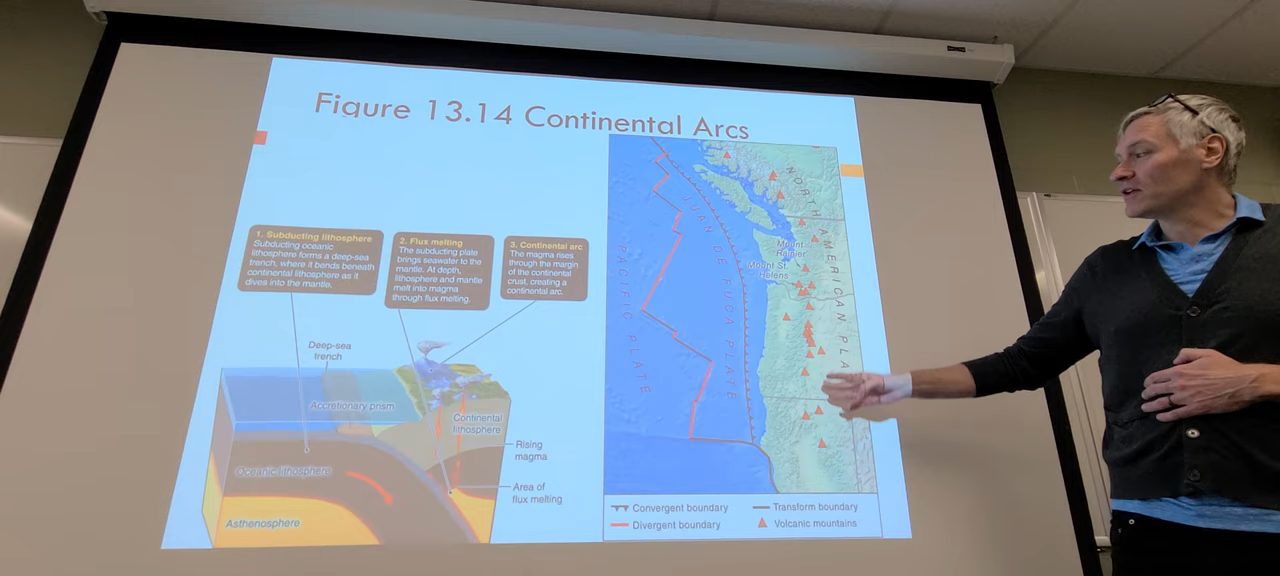 Figure 13.14 Continental Arcs
1. Subducting lithosphere
Subducting oceanic
lithosphere forms a deep-sea
trench, where it bends beneath
continental lithosphere as it
dives into the mantle.
2. Flux melting
The subducting plate
brings seawater to the
mantle. At depth,
lithosphere and mantle
melt into magma
through flux melting.
3. Continental arc
The magma rises
through the margin
of the continental
crust, creating a
continental arc.
Deep-sea
trench
Accretionary prism
Continental
lithosphere
Oceanic lithosphere
Rising
magma
Area of
flux melting
Asthenosphere
PACIFIC PLATE
JUAN DE FUCA PLATE
NORTH AMERICAN PLA
Mount
Rainier
Mount St.
Helens
Convergent boundary
Transform boundary
Divergent boundary
Volcanic mountains